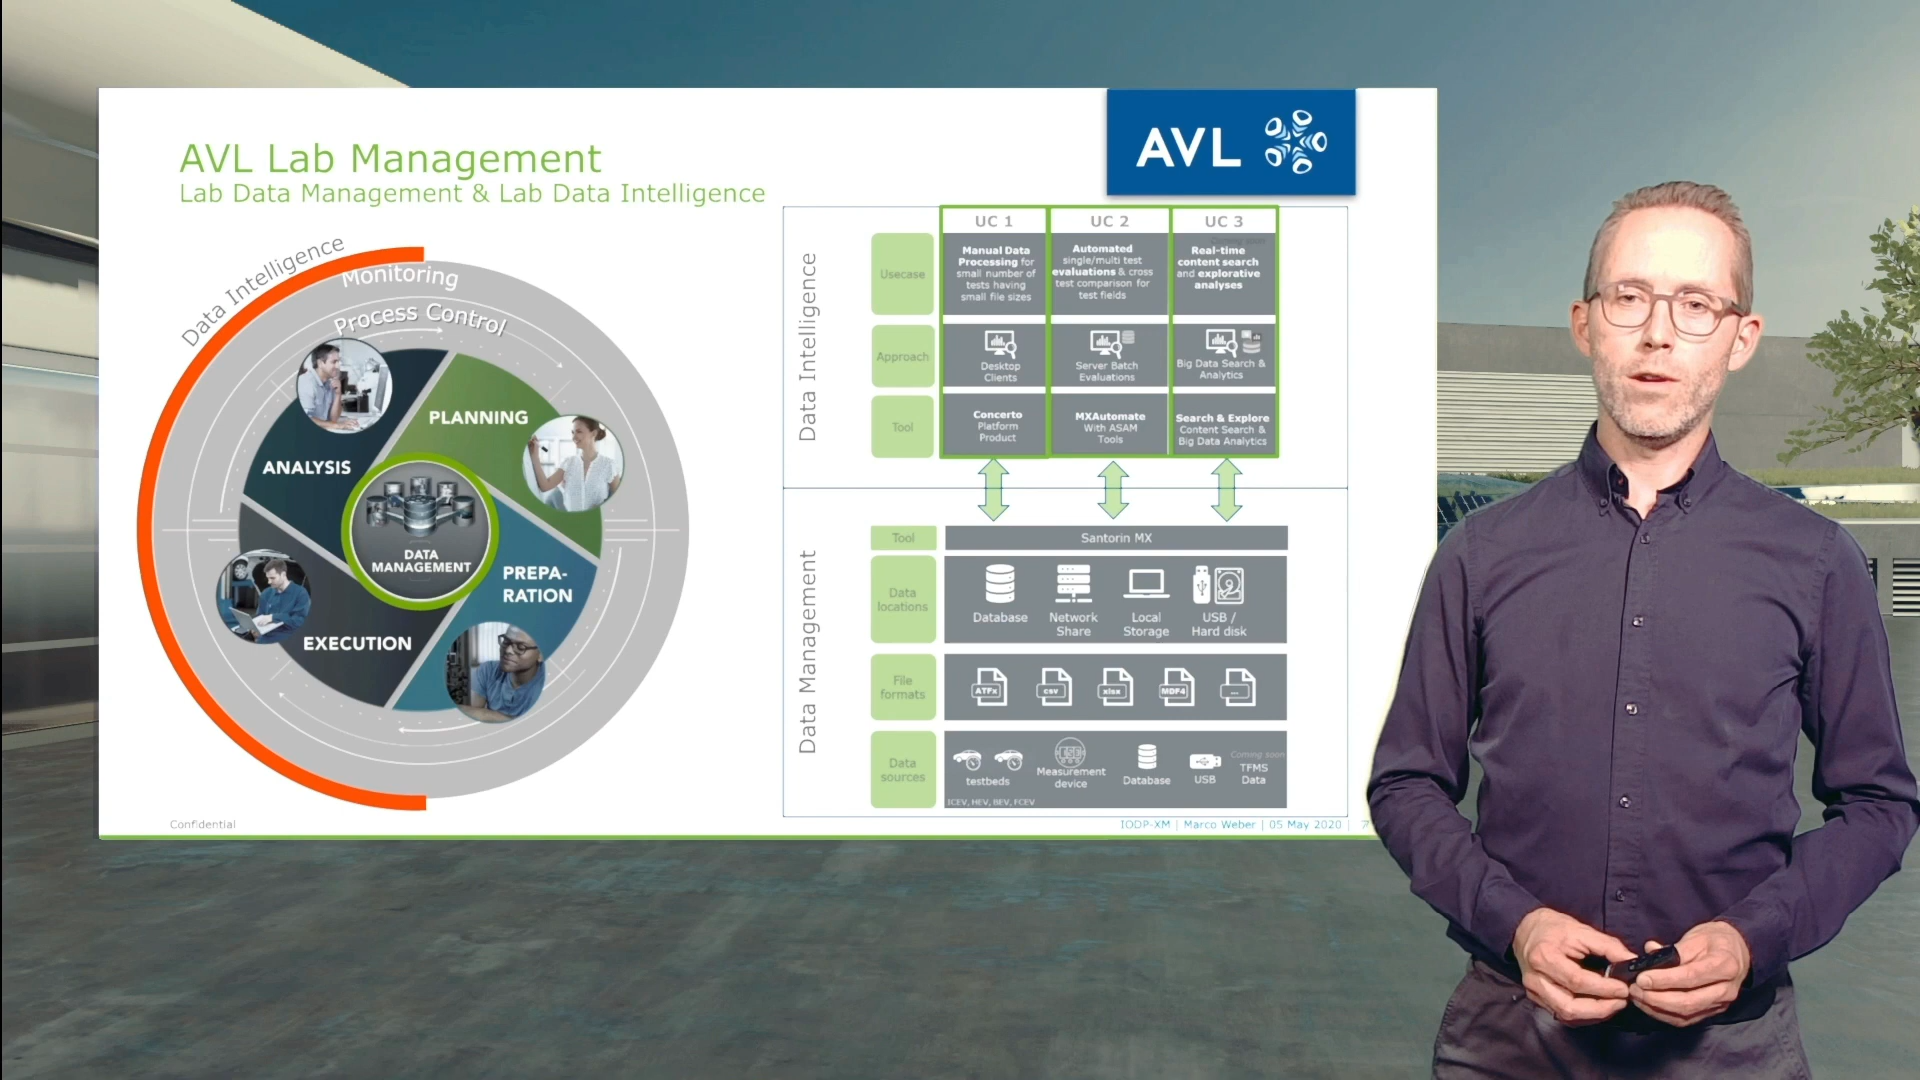 AVL Lab Management
Lab Data Management & Lab Data Intelligence
AVL
Data Intelligence
Monitoring
Process Control
ANALYSIS
PLANNING
DATA
MANAGEMENT
PREPA-
RATION
EXECUTION
Data Intelligence
UC 1
UC 2
UC 3
Usecase
Manual Data
Processing for
small number of
tests having
small file sizes
Automated
single/multi test
evaluations & cross
test comparison for
test fields
Real-time
content search
and explorative
analyses
Approach
Desktop
Clients
Server Batch
Evaluations
Big Data Search &
Analytics
Tool
Concerto
Platform
Product
MXAutomate
With ASAM
Tools
Search & Explore
Content Search &
Big Data Analytics
Data Management
Tool
Santorin MX
Data
locations
Database
Network
Share
Local
Storage
USB /
Hard disk
File
formats
ATFx
csv
xlsx
MDF4
...
Data
sources
testbeds
ICEV, HEV, BEV, FCEV
Measurement
device
Database
USB
Coming soon
TFMS
Data
Confidential
IODP-XM | Marco Weber | 05 May 2020 | 7